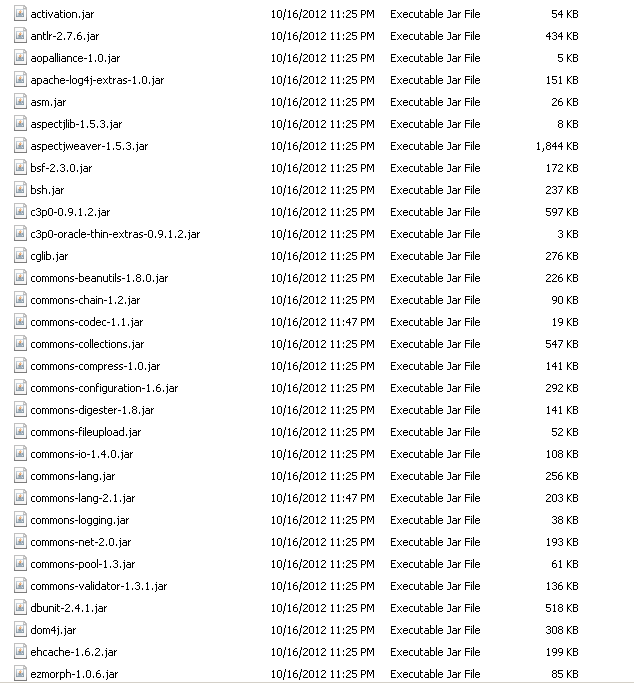 activation.jar 10/16/2012 11:25 PM Executable Jar File 54 KB
antlr-2.7.6.jar 10/16/2012 11:25 PM Executable Jar File 434 KB
aopalliance-1.0.jar 10/16/2012 11:25 PM Executable Jar File 5 KB
apache-log4j-extras-1.0.jar 10/16/2012 11:25 PM Executable Jar File 151 KB
asm.jar 10/16/2012 11:25 PM Executable Jar File 26 KB
aspectjlib-1.5.3.jar 10/16/2012 11:25 PM Executable Jar File 8 KB
aspectjweaver-1.5.3.jar 10/16/2012 11:25 PM Executable Jar File 1,844 KB
bsf-2.3.0.jar 10/16/2012 11:25 PM Executable Jar File 172 KB
bsh.jar 10/16/2012 11:25 PM Executable Jar File 237 KB
c3p0-0.9.1.2.jar 10/16/2012 11:25 PM Executable Jar File 597 KB
c3p0-oracle-thin-extras-0.9.1.2.jar 10/16/2012 11:25 PM Executable Jar File 3 KB
cglib.jar 10/16/2012 11:25 PM Executable Jar File 276 KB
commons-beanutils-1.8.0.jar 10/16/2012 11:25 PM Executable Jar File 226 KB
commons-chain-1.2.jar 10/16/2012 11:25 PM Executable Jar File 90 KB
commons-codec-1.1.jar 10/16/2012 11:47 PM Executable Jar File 19 KB
commons-collections.jar 10/16/2012 11:25 PM Executable Jar File 547 KB
commons-compress-1.0.jar 10/16/2012 11:25 PM Executable Jar File 141 KB
commons-configuration-1.6.jar 10/16/2012 11:25 PM Executable Jar File 292 KB
commons-digester-1.8.jar 10/16/2012 11:25 PM Executable Jar File 141 KB
commons-fileupload.jar 10/16/2012 11:25 PM Executable Jar File 52 KB
commons-io-1.4.0.jar 10/16/2012 11:25 PM Executable Jar File 108 KB
commons-lang.jar 10/16/2012 11:25 PM Executable Jar File 256 KB
commons-lang-2.1.jar 10/16/2012 11:47 PM Executable Jar File 203 KB
commons-logging.jar 10/16/2012 11:25 PM Executable Jar File 38 KB
commons-net-2.0.jar 10/16/2012 11:25 PM Executable Jar File 193 KB
commons-pool-1.3.jar 10/16/2012 11:25 PM Executable Jar File 61 KB
commons-validator-1.3.1.jar 10/16/2012 11:25 PM Executable Jar File 136 KB
dbunit-2.4.1.jar 10/16/2012 11:25 PM Executable Jar File 518 KB
dom4j.jar 10/16/2012 11:25 PM Executable Jar File 308 KB
ehcache-1.6.2.jar 10/16/2012 11:25 PM Executable Jar File 199 KB
ezmorph-1.0.6.jar 10/16/2012 11:25 PM Executable Jar File 85 KB